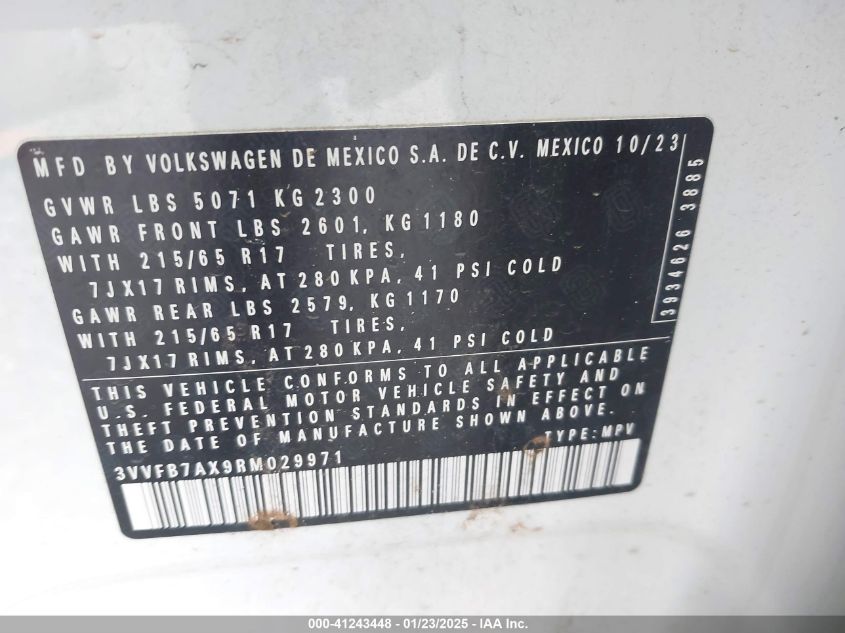 MFD BY VOLKSWAGEN DE MEXICO S.A. DE C.V. MEXICO 10/23
GVWR LBS 5071 KG 2300
GAWR FRONT LBS 2601, KG 1180
WITH 215/65 R17 TIRES,
7JX17 RIMS, AT 280 KPA, 41 PSI COLD
GAWR REAR LBS 2579, KG 1170
WITH 215/65 R17 TIRES,
7JX17 RIMS, AT 280 KPA, 41 PSI COLD
3934626 3885
THIS VEHICLE CONFORMS TO ALL APPLICABLE
U.S. FEDERAL MOTOR VEHICLE SAFETY AND
THEFT PREVENTION STANDARDS IN EFFECT ON
THE DATE OF MANUFACTURE SHOWN ABOVE.
TYPE: MPV
3VVFB7AX9RM029971
000-41243448 - 01/23/2025 - IAA Inc.